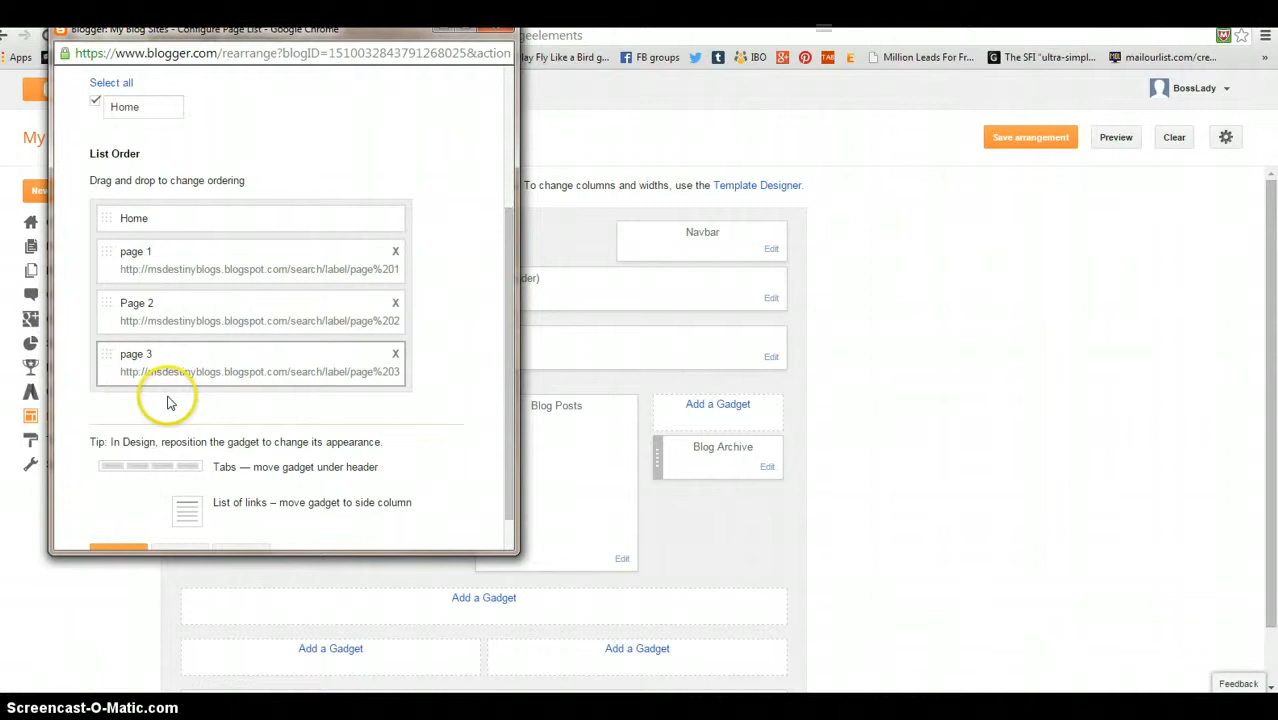 Blogger: My Blog Sites - Configure Page List - Google Chrome
https://www.blogger.com/rearrange?blogID=1510032843791268025&action
geelements
Apps
lay Fly Like a Bird g...
FB groups
IBO
TAB
Million Leads For Fr...
The SFI "ultra-simpl...
mailourlist.com/cre...
»
BossLady
My
Save arrangement
Preview
Clear
New
Select all
Home
List Order
Drag and drop to change ordering
Home
page 1
X
http://msdestinyblogs.blogspot.com/search/label/page%201
Page 2
X
http://msdestinyblogs.blogspot.com/search/label/page%202
page 3
X
http://msdestinyblogs.blogspot.com/search/label/page%203
Tip: In Design, reposition the gadget to change its appearance.
Tabs — move gadget under header
List of links – move gadget to side column
To change columns and widths, use the Template Designer.
Navbar
Edit
der)
Edit
Edit
Blog Posts
Edit
Add a Gadget
Blog Archive
Edit
Add a Gadget
Add a Gadget
Add a Gadget
Feedback
Screencast-O-Matic.com